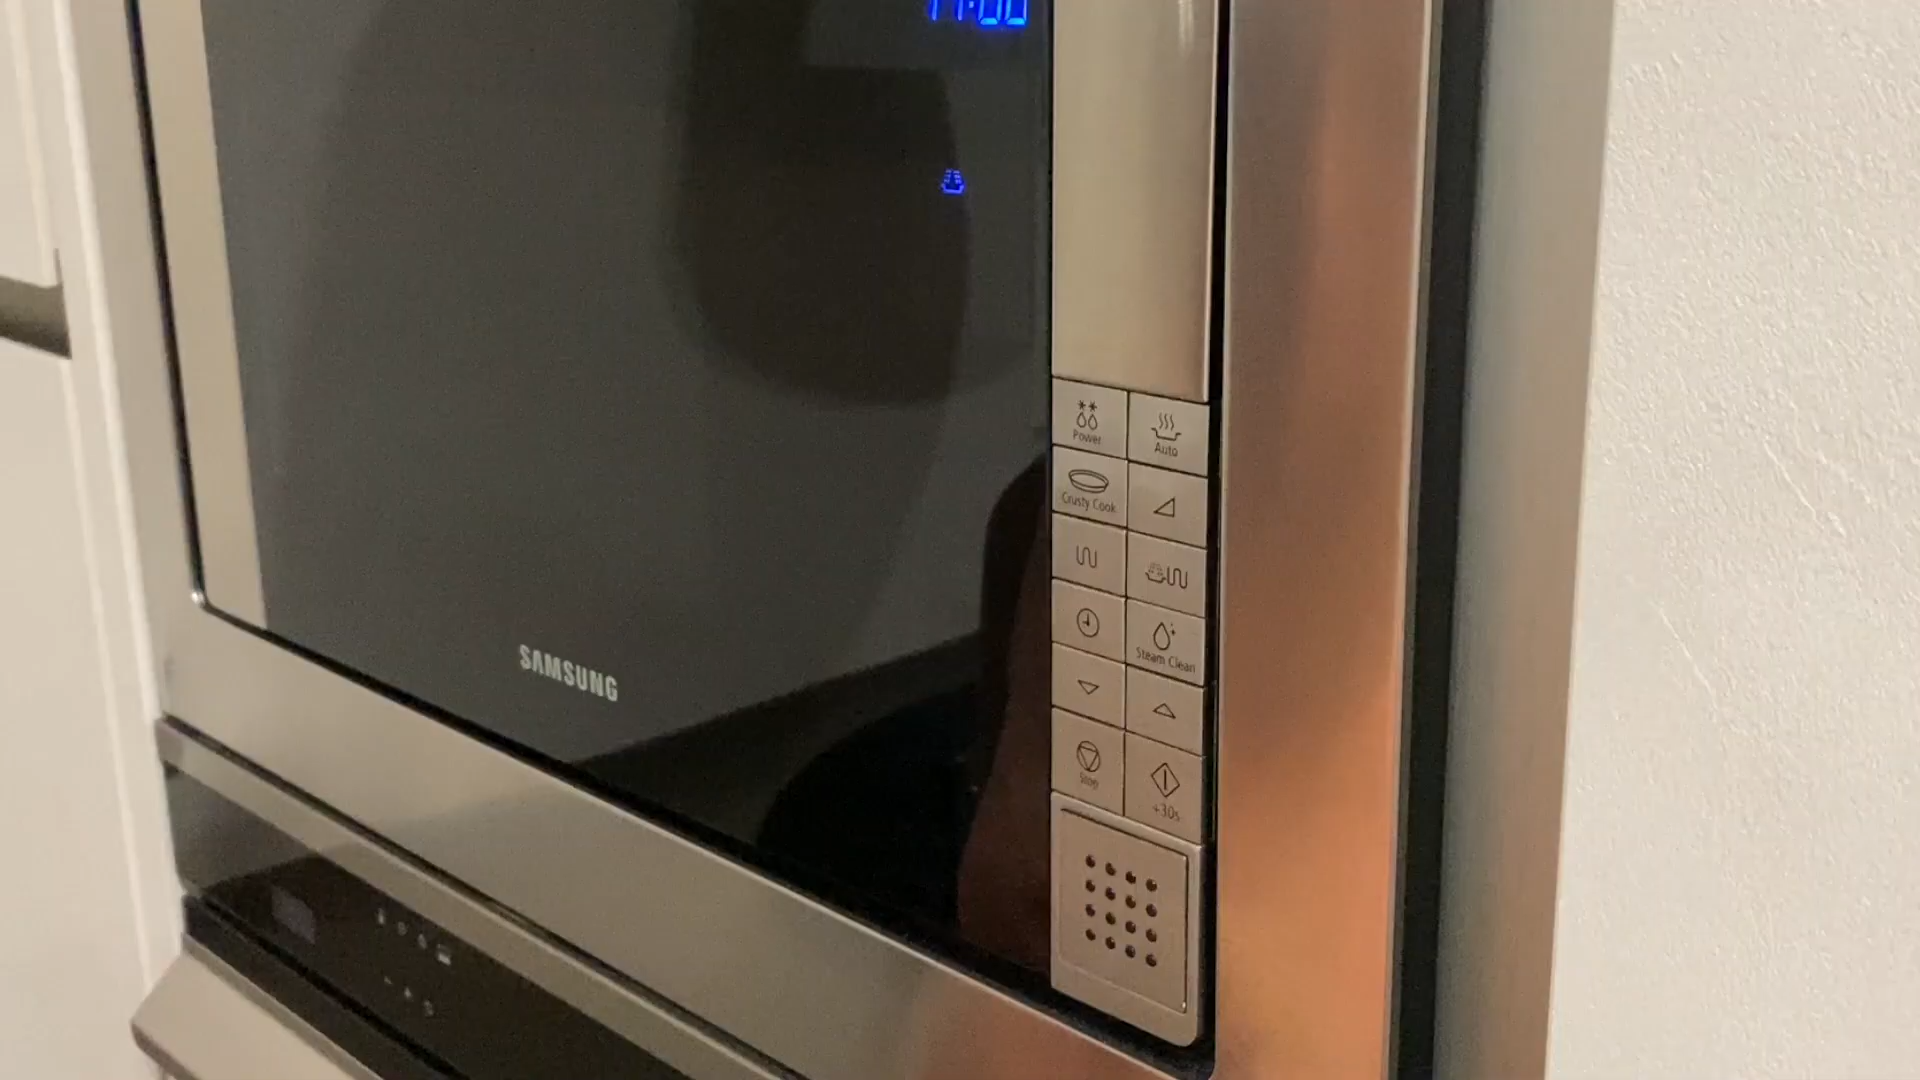 Power
Auto
Crusty Cook
Steam Clean
Stop
+30s
SAMSUNG